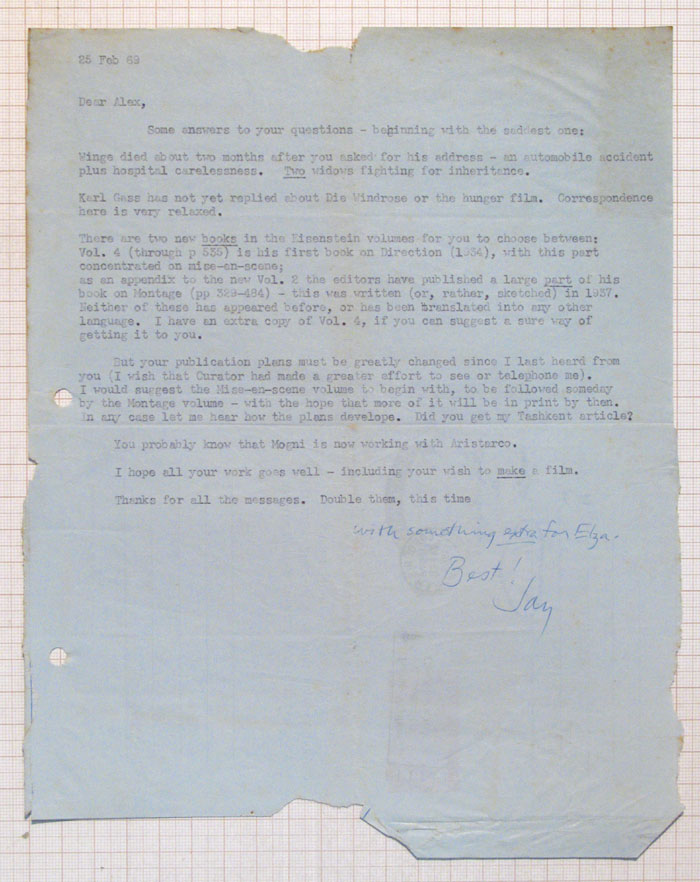 25 Feb 69
Dear Alex,
Some answers to your questions - beginning with the saddest one:
Winge died about two months after you asked for his address - an automobile accident
plus hospital carelessness. Two widows fighting for inheritance.
Karl Gass has not yet replied about Die Windrose or the hunger film. Correspondence
here is very relaxed.
There are two new books in the Eisenstein volumes for you to choose between:
Vol. 4 (through p 535) is his first book on Direction [1934), with this part
concentrated on mise-en-scene;
as an appendix to the new Vol. 2 the editors have published a large part of his
book on Montage (pp 329-484) - this was written (or, rather, sketched) in 1937.
Neither of these has appeared before, or has been translated into any other
language. I have an extra copy of Vol. 4, if you can suggest a sure way of
getting it to you.
But your publication plans must be greatly changed since I last heard from
you (I wish that Curator had made a greater effort to see or telephone me).
I would suggest the Mise-en-scene volume to begin with, to be followed someday
by the Montage volume - with the hope that more of it will be in print by then.
In any case let me hear how the plans develope. Did you get my Tashkent article?
You probably know that Mogni is now working with Aristarco.
I hope all your work goes well - including your wish to make a film.
Thanks for all the messages. Double them, this time
with something extra for Elza.
Best!
Jay